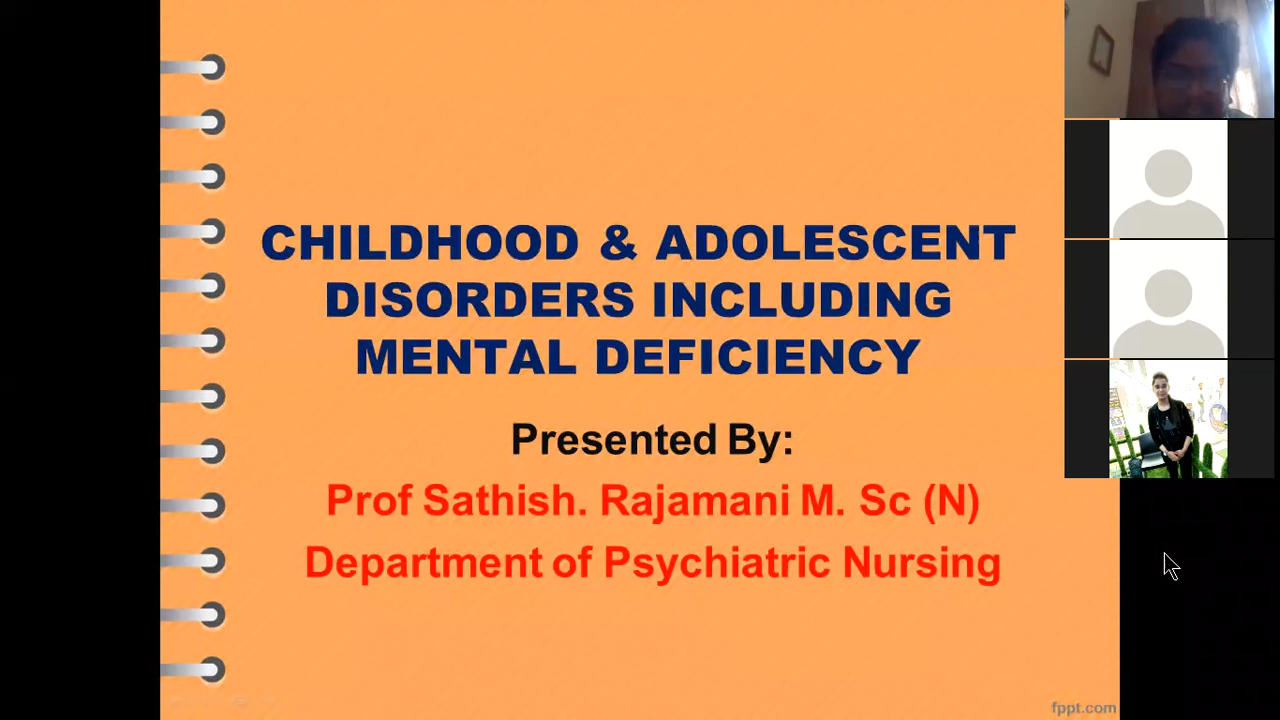 CHILDHOOD & ADOLESCENT
DISORDERS INCLUDING
MENTAL DEFICIENCY
Presented By:
Prof Sathish. Rajamani M. Sc (N)
Department of Psychiatric Nursing
fppt.com